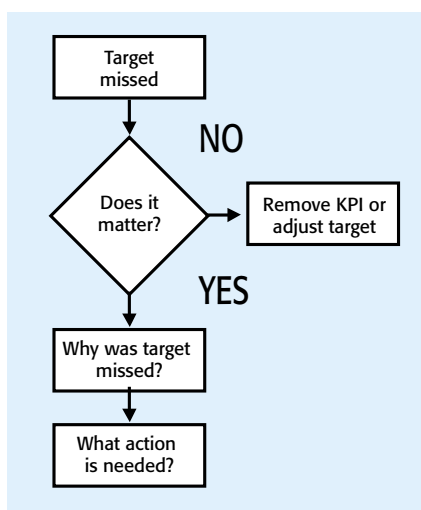 Target
missed
NO
Does it
matter?
Remove KPI or
adjust target
YES
Why was target
missed?
What action
is needed?